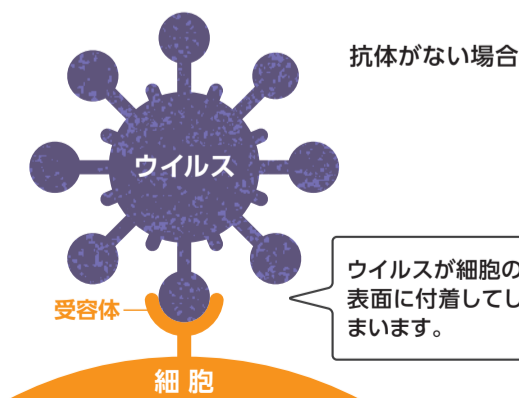 抗体がない場合
ウイルス
ウイルスが細胞の
表面に付着してし
まいます。
受容体
細胞